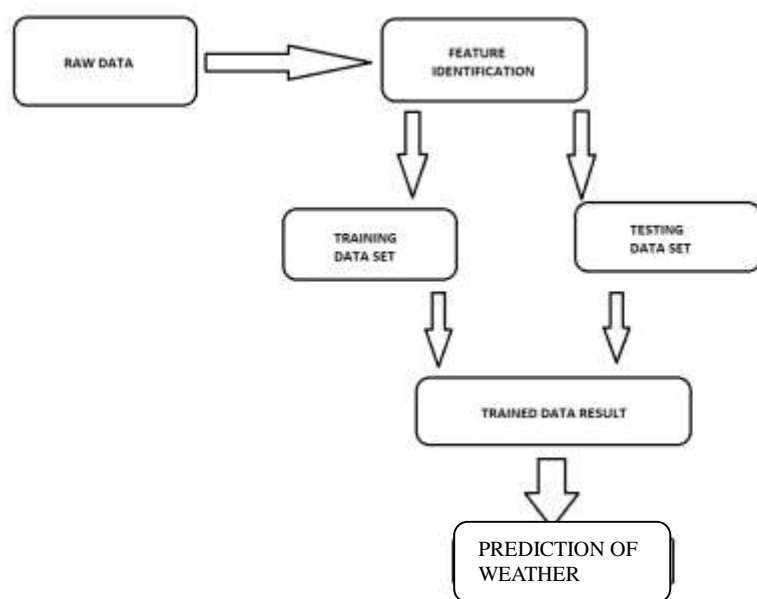 RAW DATA
FEATURE
IDENTIFICATION
TRAINING
DATA SET
TESTING
DATA SET
TRAINED DATA RESULT
PREDICTION OF
WEATHER